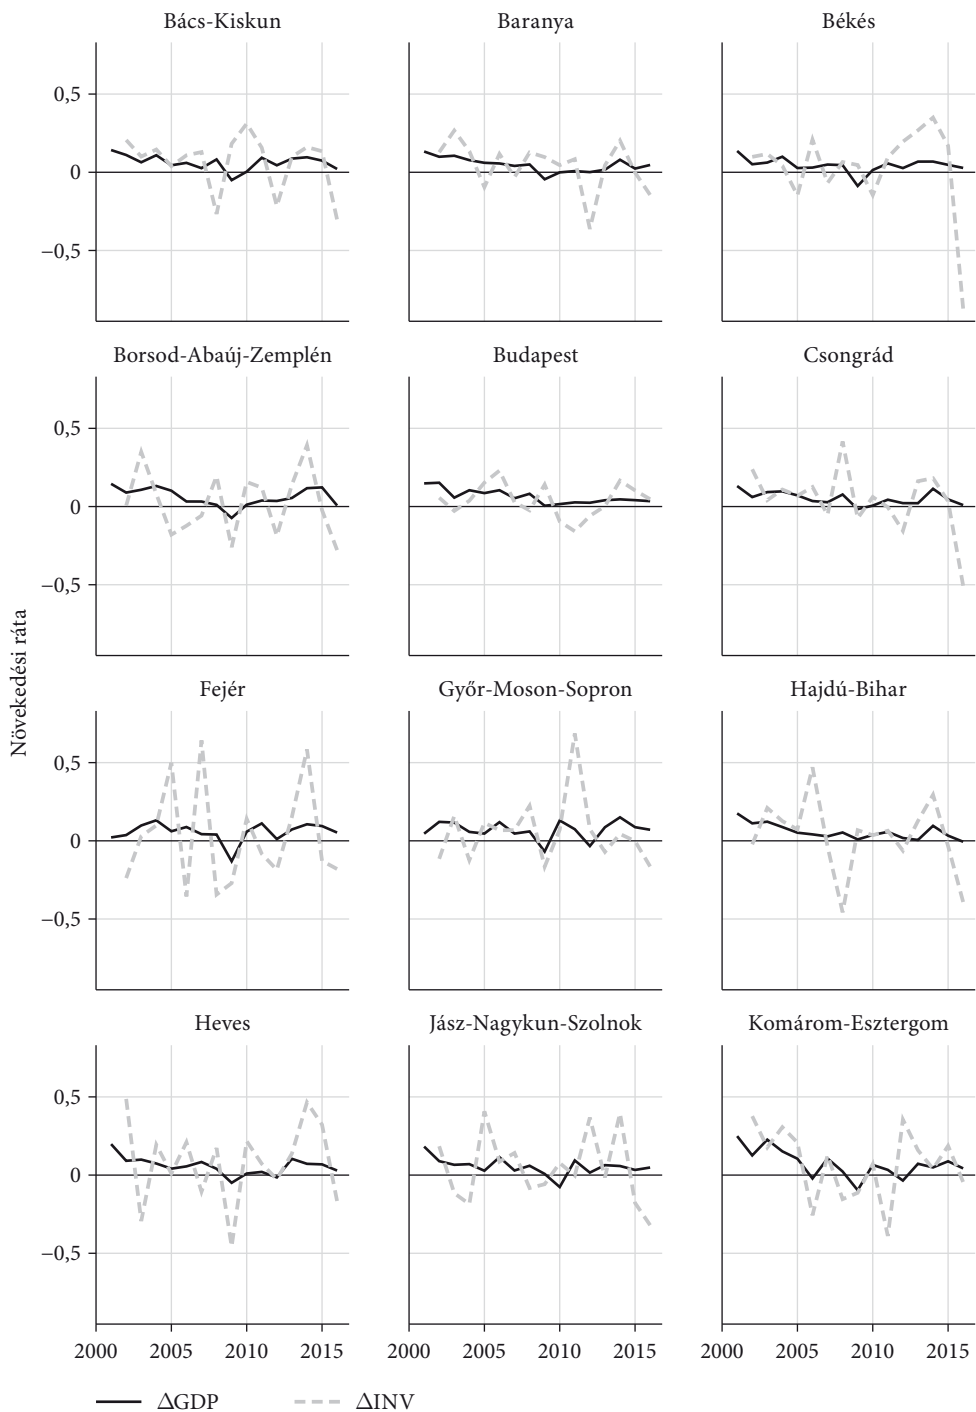 Bács-Kiskun Baranya Békés
0,5
0
−0,5
Borsod-Abaúj-Zemplén Budapest Csongrád
0,5
0
−0,5
Növekedési ráta
Fejér Győr-Moson-Sopron Hajdú-Bihar
0,5
0
−0,5
Heves Jász-Nagykun-Szolnok Komárom-Esztergom
0,5
0
−0,5
2000 2005 2010 2015 2000 2005 2010 2015 2000 2005 2010 2015
ΔGDP ΔINV